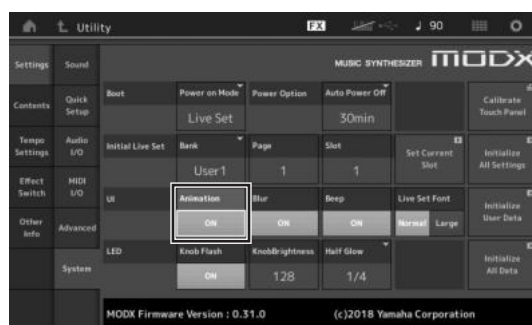 Utility
FX
90
Settings
Sound
MUSIC SYNTHESIZER MODX
Contents
Quick
Setup
Boot
Power on Mode
Live Set
Power Option
Auto Power Off
30min
Calibrate
Touch Panel
Tempo
Settings
Audio
I/O
Initial Live Set
Bank
User1
Page
1
Slot
1
Set Current
Slot
Initialize
All Settings
Effect
Switch
MIDI
I/O
UI
Animation
ON
Blur
ON
Beep
ON
Live Set Font
Normal Large
Initialize
User Data
Other
Info
Advanced
System
LED
Knob Flash
ON
KnobBrightness
128
Half Glow
1/4
Initialize
All Data
MODX Firmware Version : 0.31.0
(c)2018 Yamaha Corporation